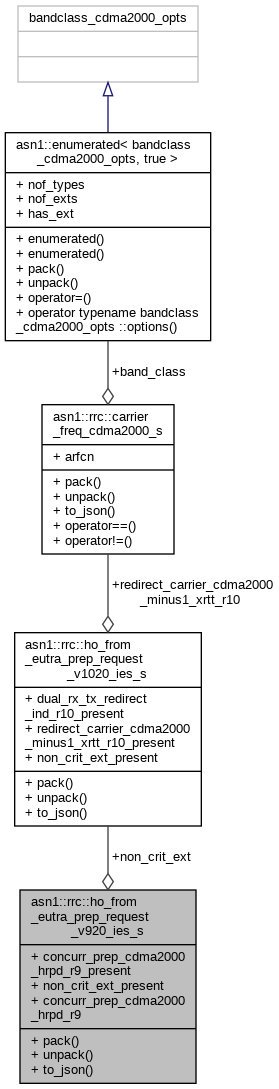 bandclass_cdma2000_opts
asn1::enumerated< bandclass
_cdma2000_opts, true >
+ nof_types
+ nof_exts
+ has_ext
+ enumerated()
+ enumerated()
+ pack()
+ unpack()
+ operator=()
+ operator typename bandclass
_cdma2000_opts ::options()
+band_class
asn1::rrc::carrier
_freq_cdma2000_s
+ arfcn
+ pack()
+ unpack()
+ to_json()
+ operator==()
+ operator!=()
+redirect_carrier_cdma2000
_minus1_xrtt_r10
asn1::rrc::ho_from
_eutra_prep_request
_v1020_ies_s
+ dual_rx_tx_redirect
_ind_r10_present
+ redirect_carrier_cdma2000
_minus1_xrtt_r10_present
+ non_crit_ext_present
+ pack()
+ unpack()
+ to_json()
+non_crit_ext
asn1::rrc::ho_from
_eutra_prep_request
_v920_ies_s
+ concurr_prep_cdma2000
_hrpd_r9_present
+ non_crit_ext_present
+ concurr_prep_cdma2000
_hrpd_r9
+ pack()
+ unpack()
+ to_json()